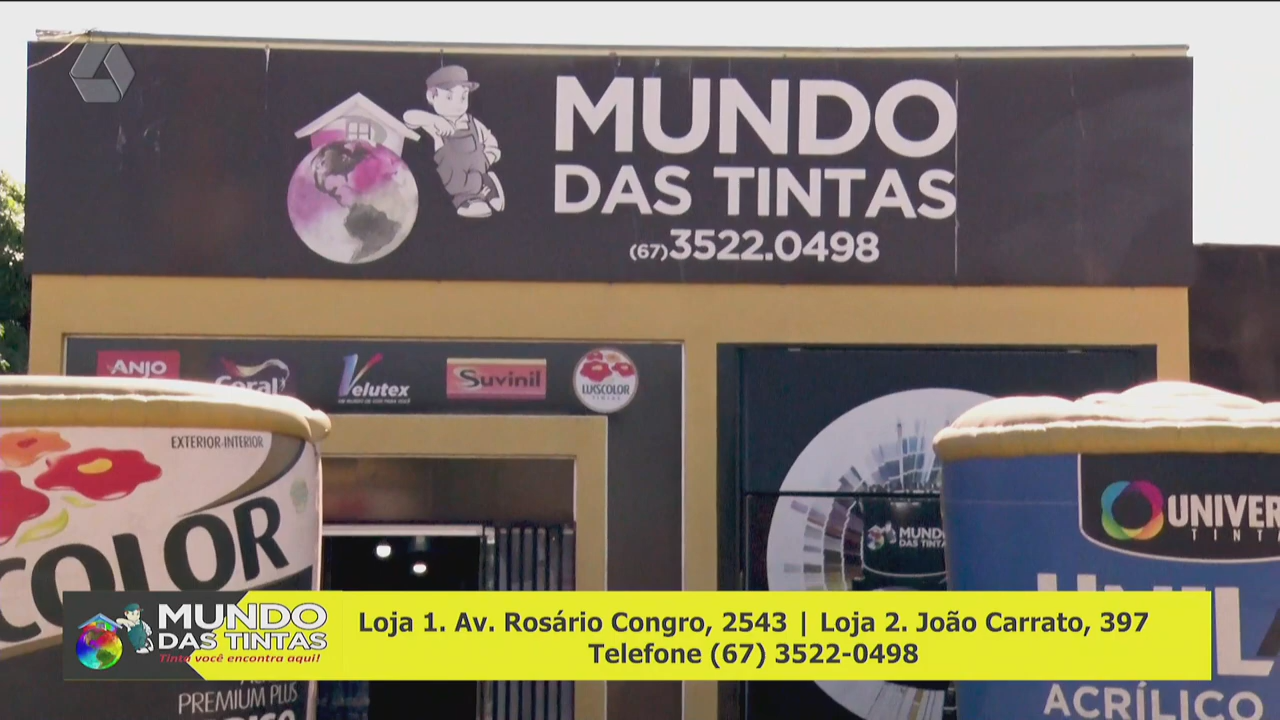 MUNDO
DAS TINTAS
(67)3522.0498
ANJO
Coral
Velutex
Suvinil
LUISCOLOR
TINTAS
EXTERIOR-INTERIOR
COLOR
PREMIUM PLUS
MUNDO
DAS TINTAS
UNIVER
TINTA
ACRÍLICO
MUNDO
DAS TINTAS
Tinta você encontra aqui!
Loja 1. Av. Rosário Congro, 2543 | Loja 2. João Carrato, 397
Telefone (67) 3522-0498